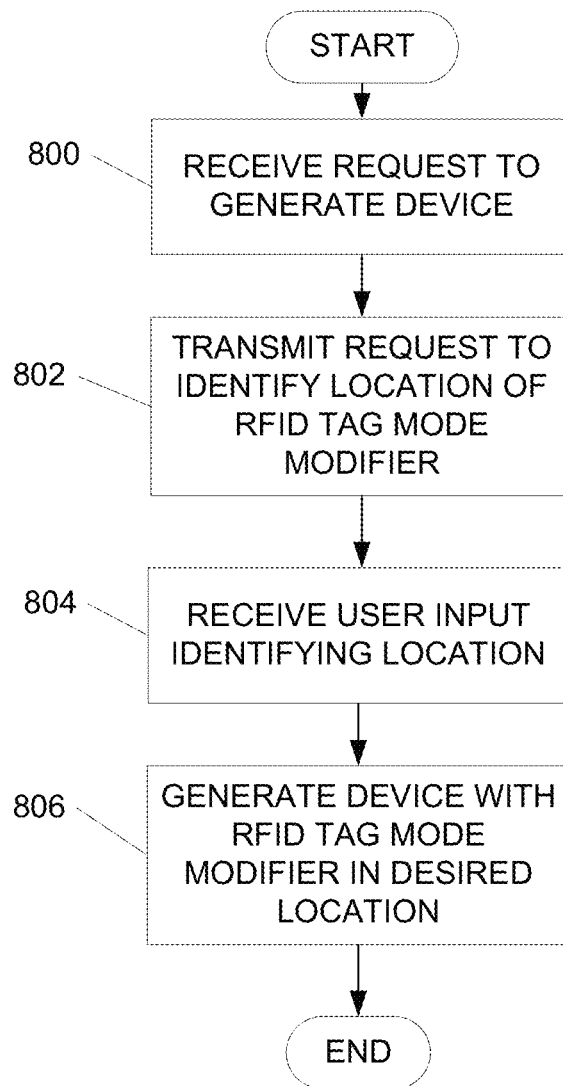 START
800
RECEIVE REQUEST TO
GENERATE DEVICE
802
TRANSMIT REQUEST TO
IDENTIFY LOCATION OF
RFID TAG MODE
MODIFIER
804
RECEIVE USER INPUT
IDENTIFYING LOCATION
806
GENERATE DEVICE WITH
RFID TAG MODE
MODIFIER IN DESIRED
LOCATION
END